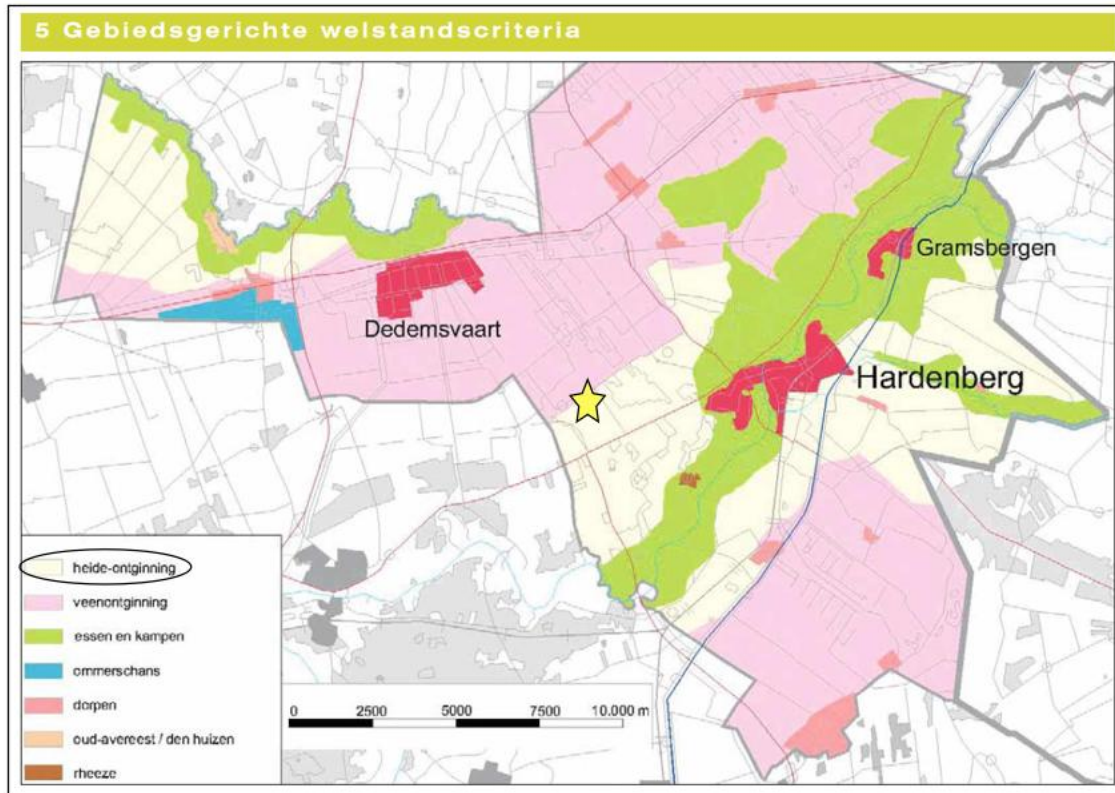 5 Gebiedsgerichte welstandscriteria
Gramsbergen
Dedemsvaart
Hardenberg
heide-ontginning
veenontginning
essen en kampen
ommerschans
dorpen
oud-avereest / den huizen
rheeze
0 2500 5000 7500 10.000 m